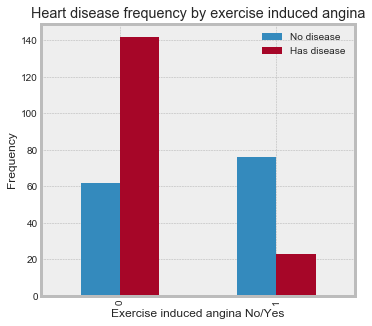 Heart disease frequency by exercise induced angina
No disease
Has disease
140
120
100
80
60
40
20
0
Frequency
0
1
Exercise induced angina No/Yes